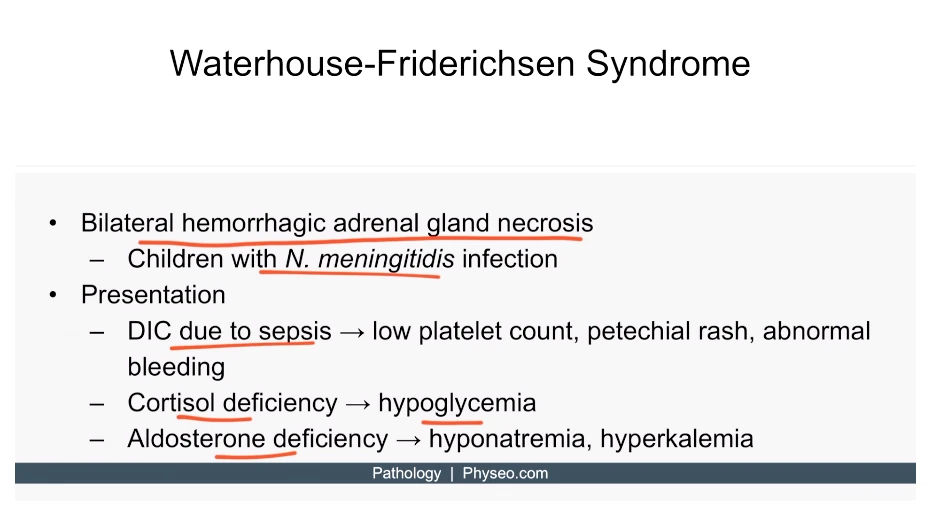 Waterhouse-Friderichsen Syndrome
• Bilateral hemorrhagic adrenal gland necrosis
– Children with N. meningitidis infection
• Presentation
– DIC due to sepsis → low platelet count, petechial rash, abnormal
bleeding
– Cortisol deficiency → hypoglycemia
– Aldosterone deficiency → hyponatremia, hyperkalemia
Pathology | Physeo.com